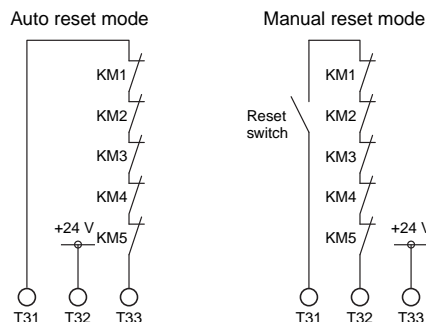 Auto reset mode
KM1
KM2
KM3
KM4
+24 V
KM5
T31 T32 T33
Manual reset mode
KM1
KM2
Reset
switch
KM3
KM4
+24 V
KM5
T31 T32 T33